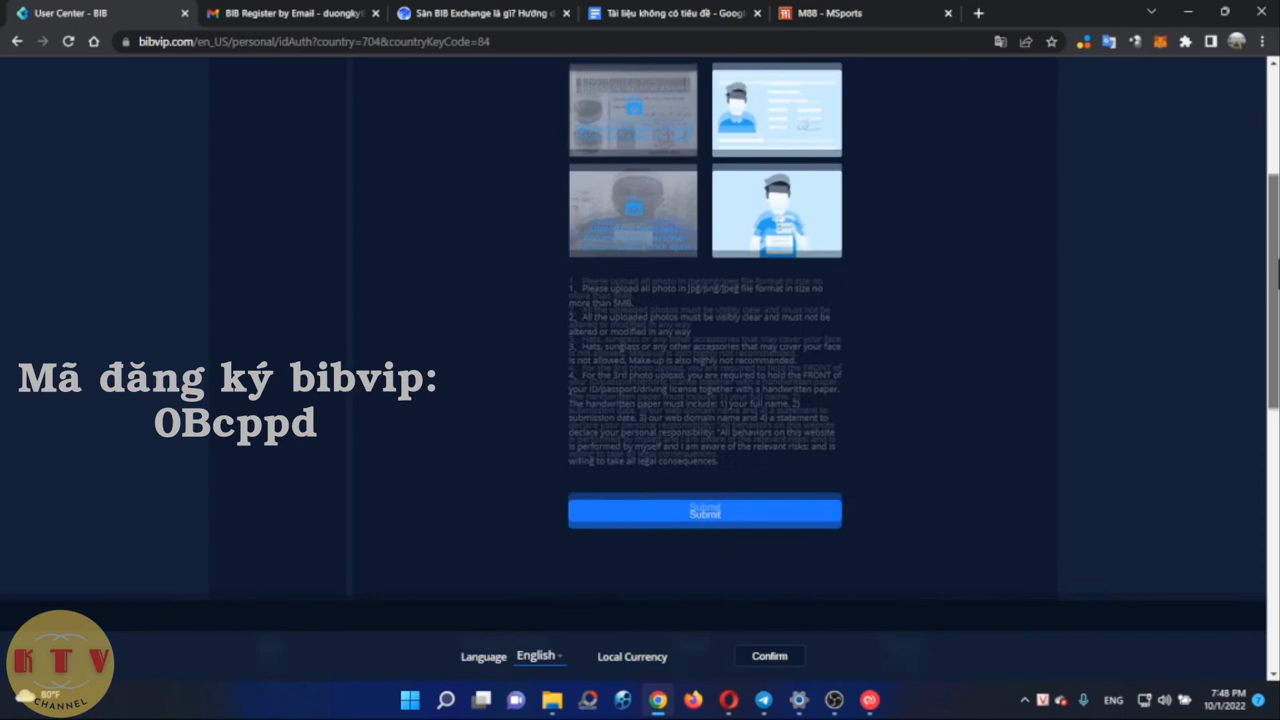 User Center - BIB
BIB Register by Email - duongky
Sàn BIB Exchange là gì? Hướng d
Tài liệu không có tiêu đề - Googl
M88 - MSports
bibvip.com/en_US/personal/idAuth?country=704&countryKeyCode=84
1、Please upload all photo in jpg/png/jpeg file format in size no
more than 5MB.
2、All the uploaded photos must be visibly clear and must not be
altered or modified in any way
3、Hats, sungless or any other accessories that may cover your face
is not allowed. Make-up is also highly not recommended.
4、For the 3rd photo upload, you are required to hold the FRONT of
your ID/passport/driving license together with a handwritten paper.
The handwritten paper must include: 1) your full name, 2)
submission date, 3) our web domain name and 4) a statement to
declare your personal responsibility: "All behaviors on this website
is performed by myself and I am aware of the relevant risks; and is
willing to take all legal consequences.
Submit
Mã đăng ký bibvip:
0Bcppd
Language
English
Local Currency
Confirm
KTV
CHANNEL
80°F
ENG
7:48 PM
10/1/2022